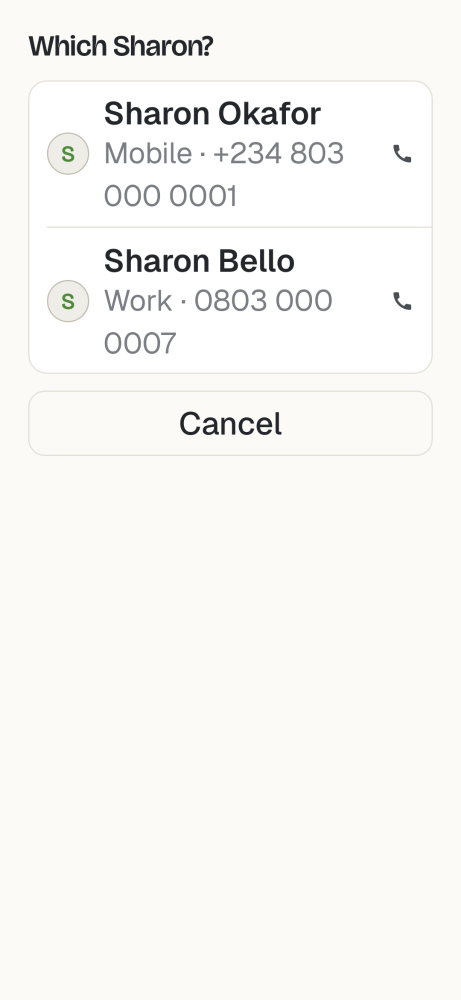 Which Sharon?
Sharon Okafor
S
Mobile · +234 803
000 0001
Sharon Bello
S
Work · 0803 000
0007
Cancel